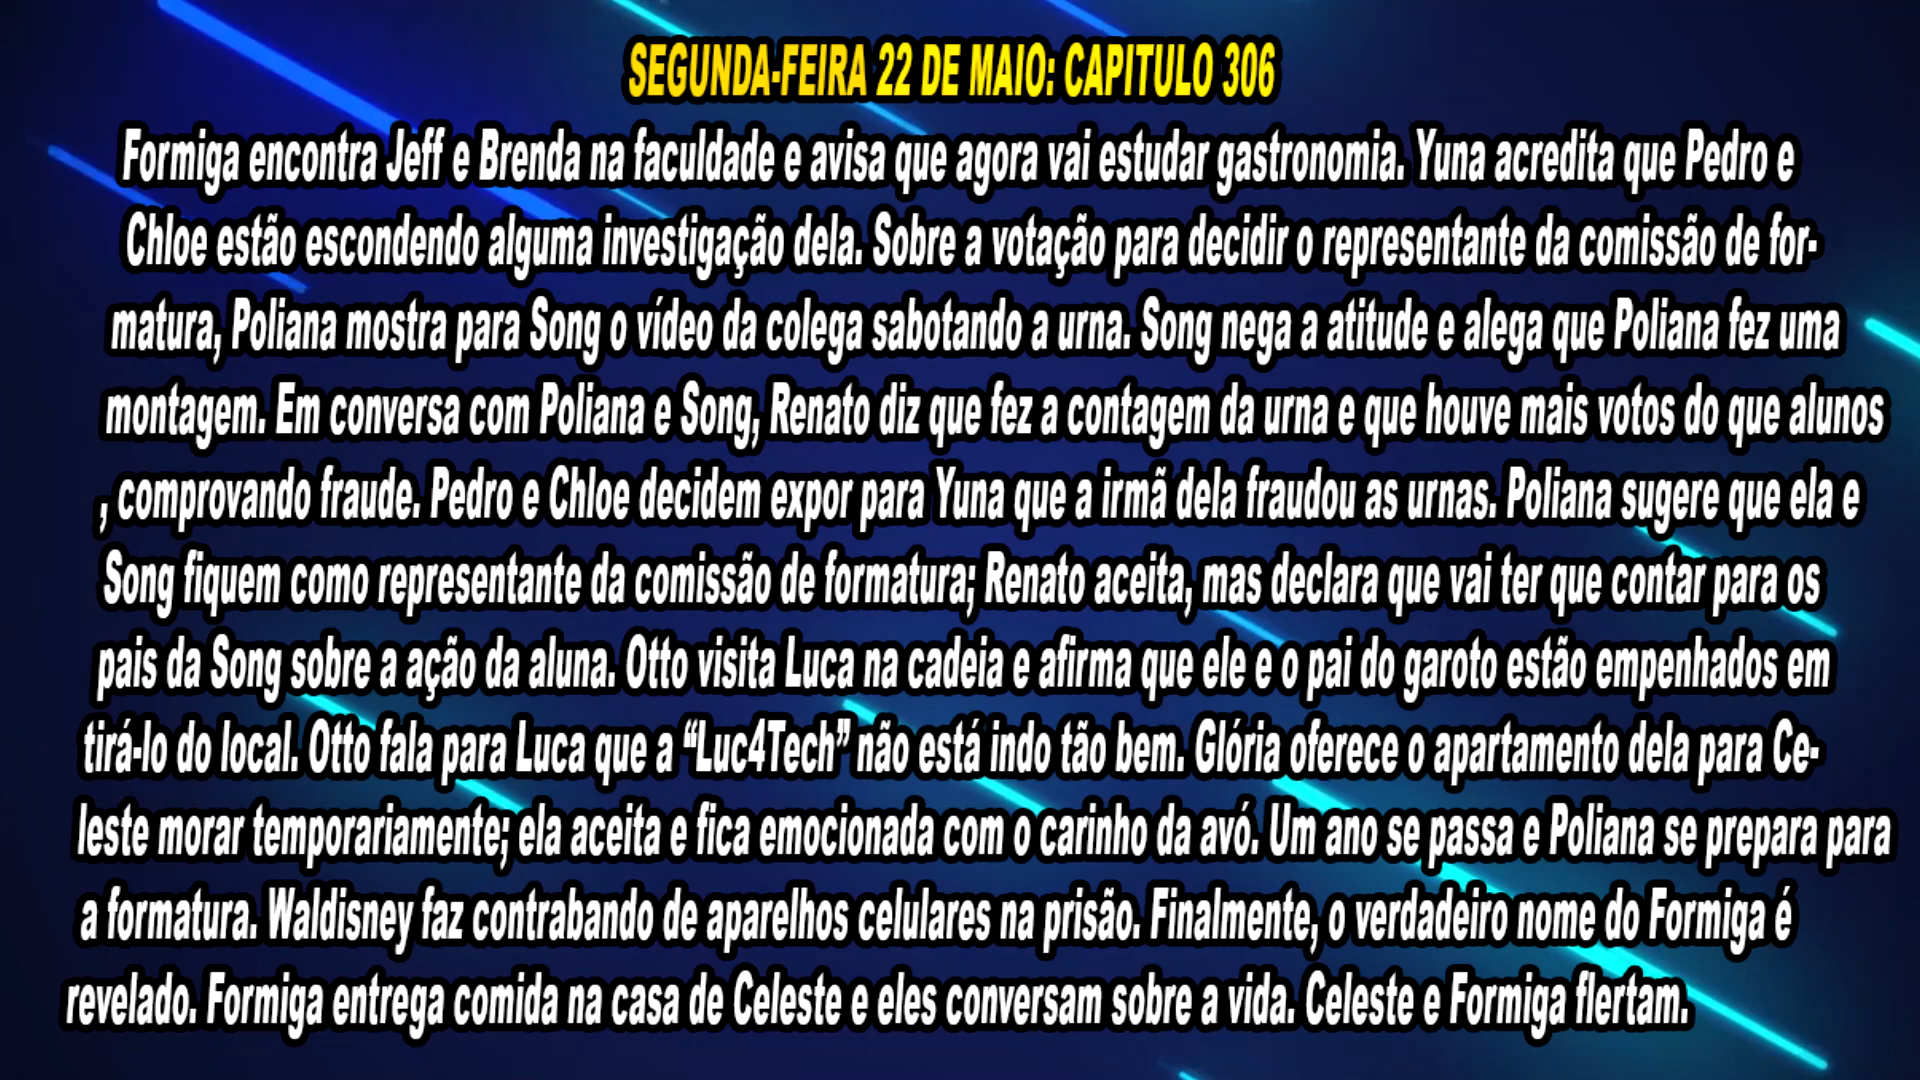 SEGUNDA-FEIRA 22 DE MAIO: CAPITULO 306
Formiga encontra Jeff e Brenda na faculdade e avisa que agora vai estudar gastronomia. Yuna acredita que Pedro e
Chloe estão escondendo alguma investigação dela. Sobre a votação para decidir o representante da comissão de for-
matura, Poliana mostra para Song o vídeo da colega sabotando a urna. Song nega a atitude e alega que Poliana fez uma
montagem. Em conversa com Poliana e Song, Renato diz que fez a contagem da urna e que houve mais votos do que alunos
, comprovando fraude. Pedro e Chloe decidem expor para Yuna que a irmã dela fraudou as urnas. Poliana sugere que ela e
Song fiquem como representante da comissão de formatura; Renato aceita, mas declara que vai ter que contar para os
pais da Song sobre a ação da aluna. Otto visita Luca na cadeia e afirma que ele e o pai do garoto estão empenhados em
tirá-lo do local. Otto fala para Luca que a “Luc4Tech” não está indo tão bem. Glória oferece o apartamento dela para Ce-
leste morar temporariamente; ela aceita e fica emocionada com o carinho da avó. Um ano se passa e Poliana se prepara para
a formatura. Waldisney faz contrabando de aparelhos celulares na prisão. Finalmente, o verdadeiro nome do Formiga é
revelado. Formiga entrega comida na casa de Celeste e eles conversam sobre a vida. Celeste e Formiga flertam.